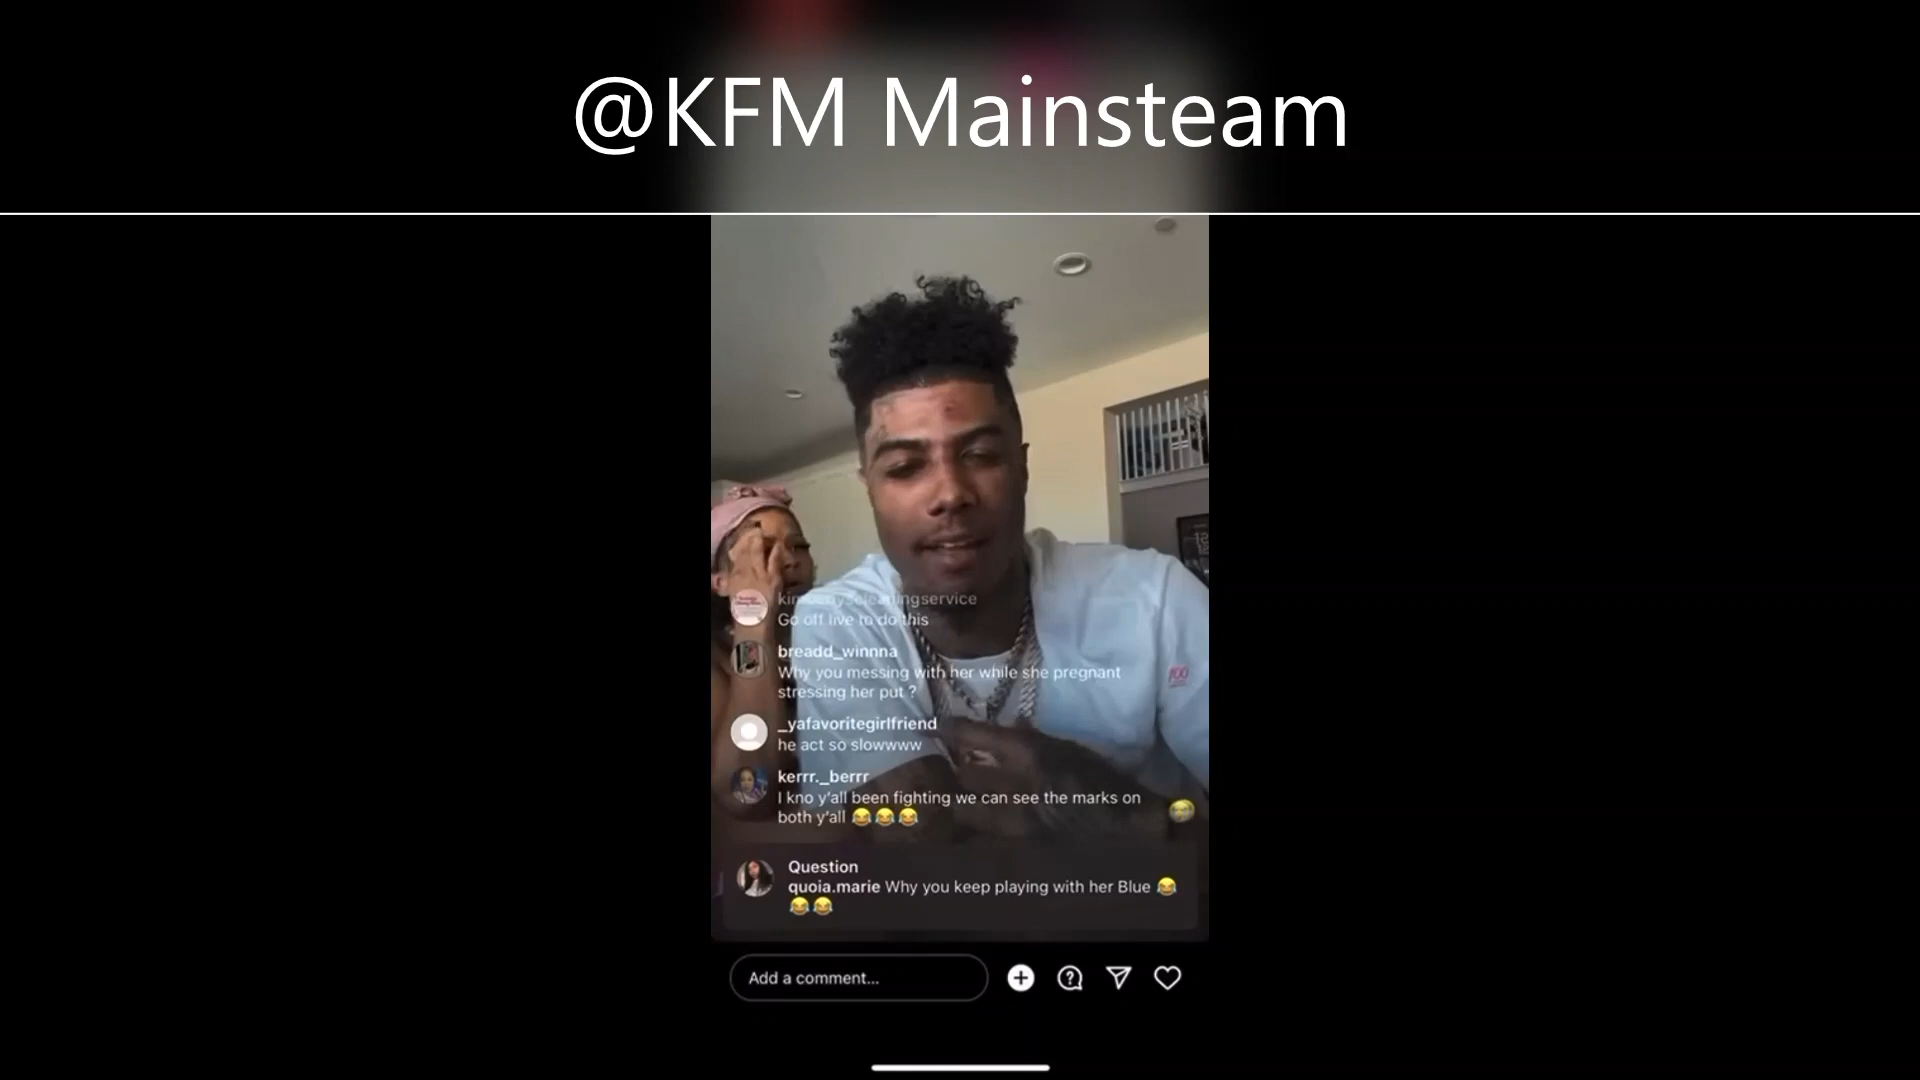 @KFM Mainsteam
Go off live to do this
breadd_winnna
Why you messing with her while she pregnant
stressing her put ?
_yafavoritegirlfriend
he act so slowwww
kerrr._berrr
I kno y'all been fighting we can see the marks on
both y'all 😂😂😂
Question
quoia.marie Why you keep playing with her Blue 😂
😂😂
Add a comment...